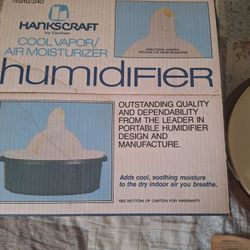 HANKSCRAFT
by Gerber
COOL VAPOR/
AIR MOISTURIZER
humidiFIER
OUTSTANDING QUALITY
AND DEPENDABILITY
FROM THE LEADER IN
PORTABLE HUMIDIFIER
DESIGN AND
MANUFACTURE.
Adds cool, soothing moisture
to the dry indoor air you breathe.
SEE BOTTOM OF CARTON FOR WARRANTY